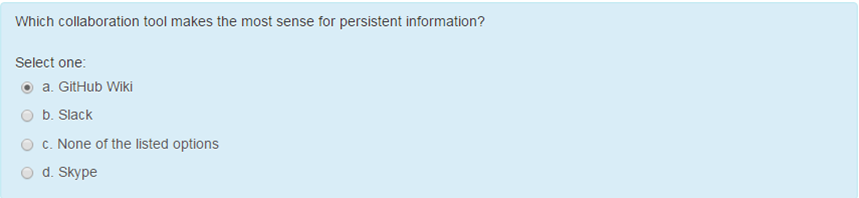 Which collaboration tool makes the most sense for persistent information?
Select one:
a. GitHub Wiki
b. Slack
c. None of the listed options
d. Skype